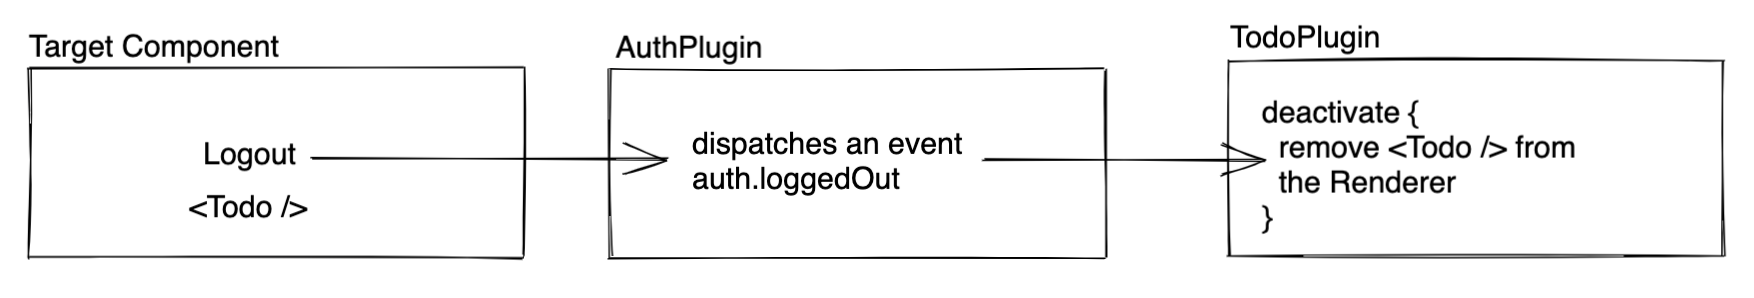 Target Component
Logout
<Todo />
AuthPlugin
dispatches an event
auth.loggedOut
TodoPlugin
deactivate {
remove <Todo /> from
the Renderer
}